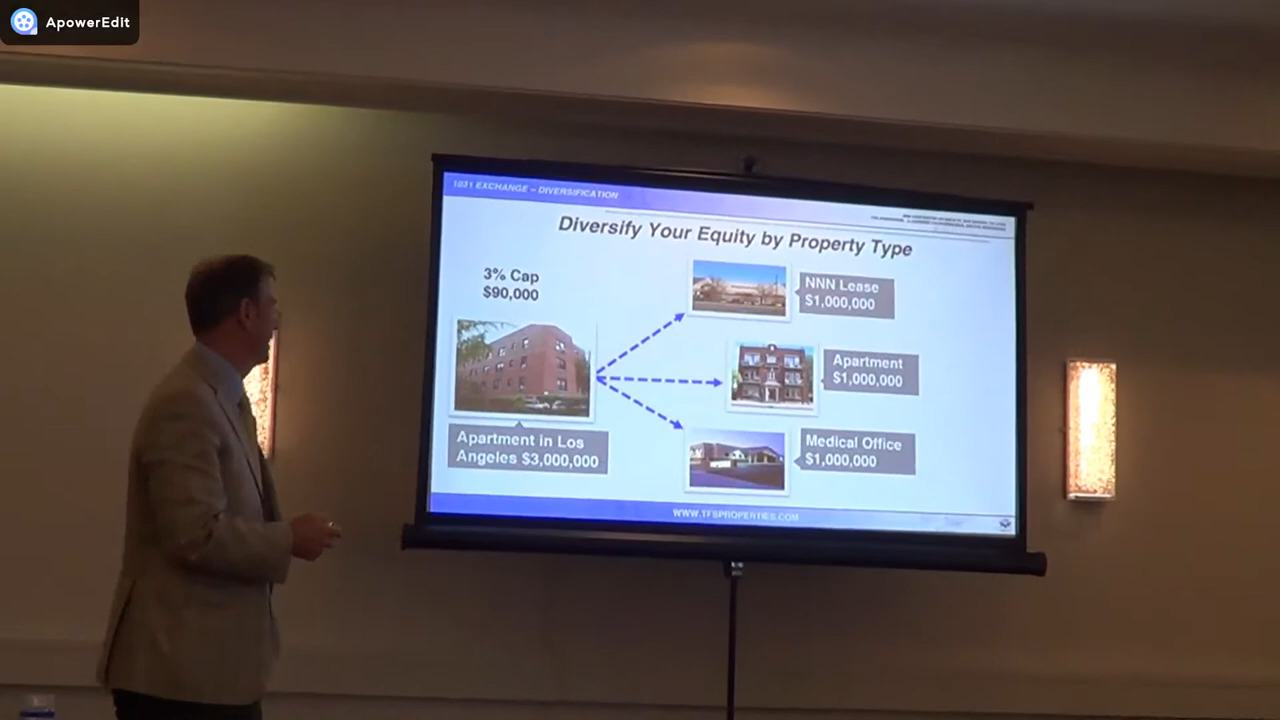 ApowerEdit
1031 EXCHANGE – DIVERSIFICATION
Diversify Your Equity by Property Type
3% Cap
$90,000
NNN Lease
$1,000,000
Apartment
$1,000,000
Apartment in Los
Angeles $3,000,000
Medical Office
$1,000,000
WWW.TFSPROPERTIES.COM